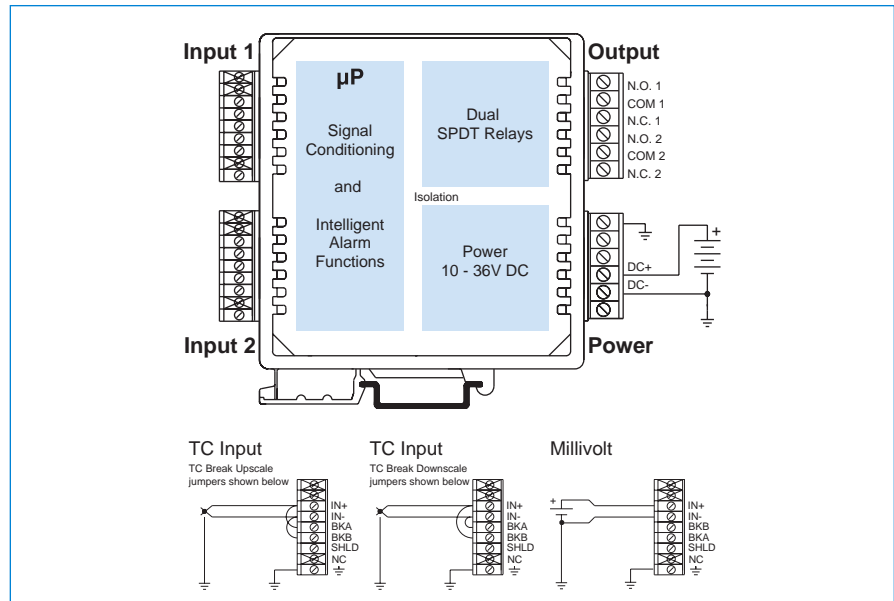 Input 1
Output
µP
Signal
Conditioning
and
Intelligent
Alarm
Functions
Dual
SPDT Relays
Isolation
Power
10 - 36V DC
N.O. 1
COM 1
N.C. 1
N.O. 2
COM 2
N.C. 2
+
DC+
DC-
Input 2
Power
TC Input
TC Break Upscale
jumpers shown below
IN+
IN-
BKA
BKB
SHLD
NC
TC Input
TC Break Downscale
jumpers shown below
IN+
IN-
BKA
BKB
SHLD
NC
Millivolt
+
IN+
IN-
BKB
BKA
SHLD
NC